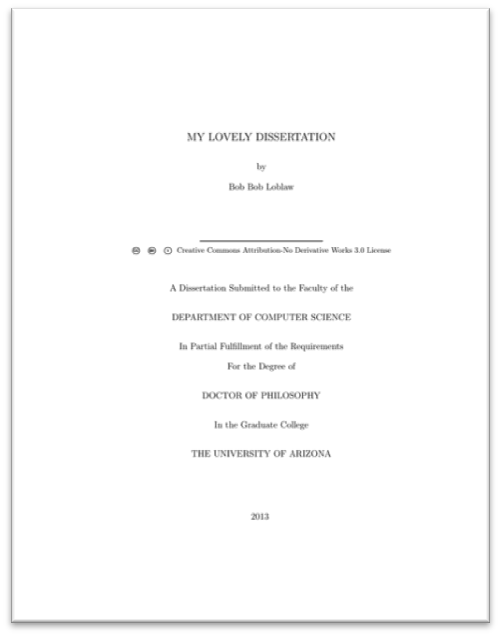 MY LOVELY DISSERTATION
by
Bob Bob Loblaw
Creative Commons Attribution-No Derivative Works 3.0 License
A Dissertation Submitted to the Faculty of the
DEPARTMENT OF COMPUTER SCIENCE
In Partial Fulfillment of the Requirements
For the Degree of
DOCTOR OF PHILOSOPHY
In the Graduate College
THE UNIVERSITY OF ARIZONA
2013